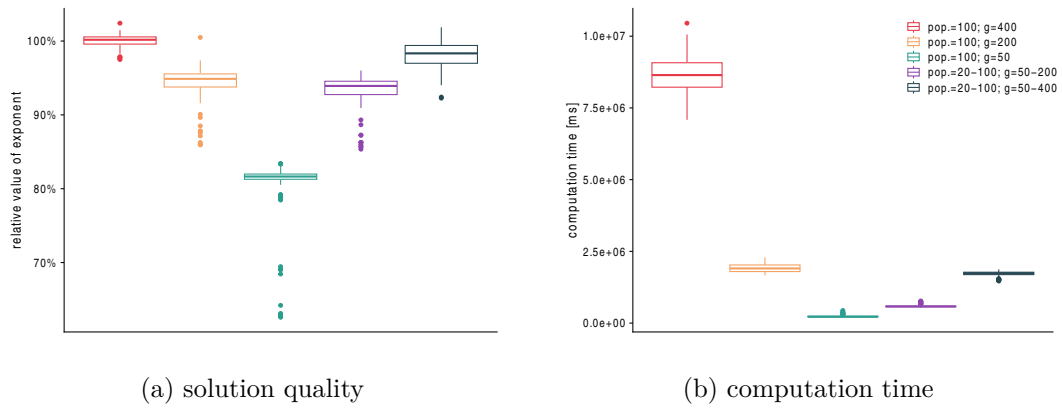 relative value of exponent
100%
90%
80%
70%
(a) solution quality
computation time [ms]
1.0e+07
7.5e+06
5.0e+06
2.5e+06
0.0e+00
pop.=100; g=400
pop.=100; g=200
pop.=100; g=50
pop.=20-100; g=50-200
pop.=20-100; g=50-400
(b) computation time